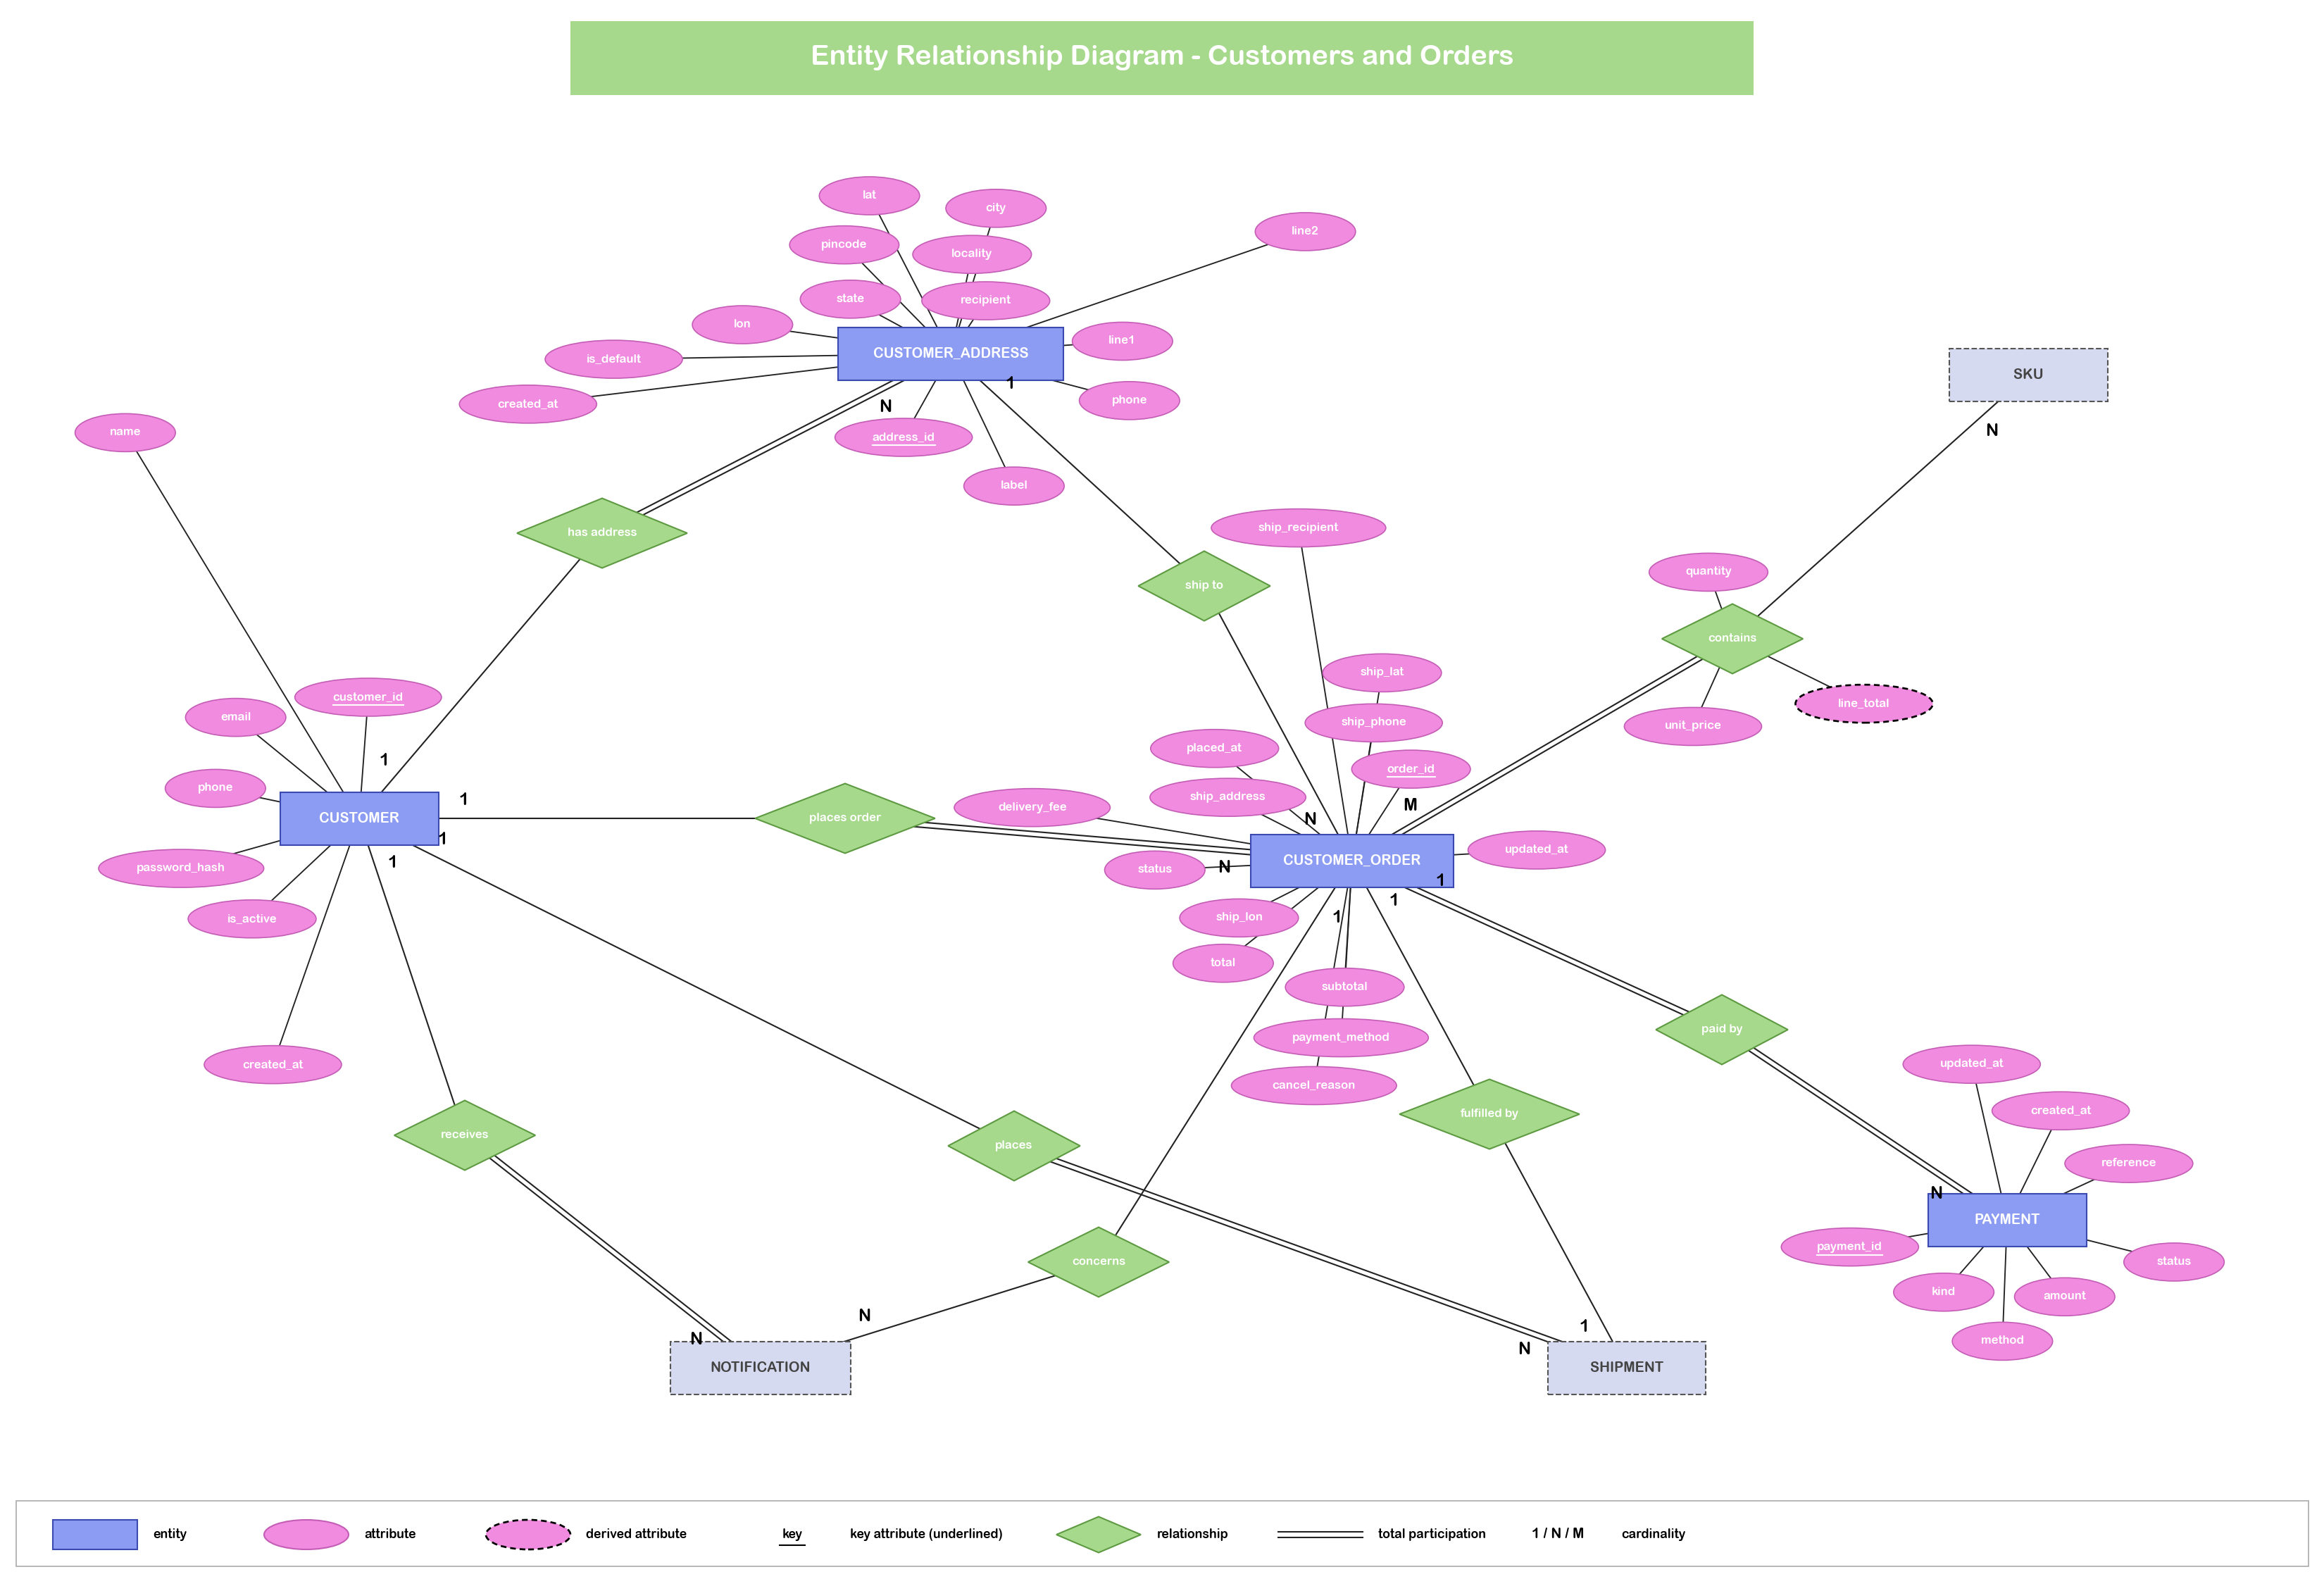 Entity Relationship Diagram - Customers and Orders
lat
city
line2
pincode
locality
state
recipient
lon
line1
is_default
CUSTOMER_ADDRESS
SKU
1
created_at
phone
N
name
address_id
N
label
ship_recipient
has address
ship to
quantity
contains
ship_lat
customer_id
line_total
email
ship_phone
unit_price
placed_at
1
order_id
phone
ship_address
1
delivery_fee
M
CUSTOMER
places order
N
1
updated_at
1
CUSTOMER_ORDER
password_hash
status
N
1
1
is_active
ship_lon
1
total
subtotal
paid by
payment_method
created_at
updated_at
cancel_reason
fulfilled by
created_at
receives
places
reference
N
PAYMENT
payment_id
concerns
status
kind
amount
N
1
N
method
N
NOTIFICATION
SHIPMENT
entity
attribute
derived attribute
key
key attribute (underlined)
relationship
total participation
1 / N / M
cardinality